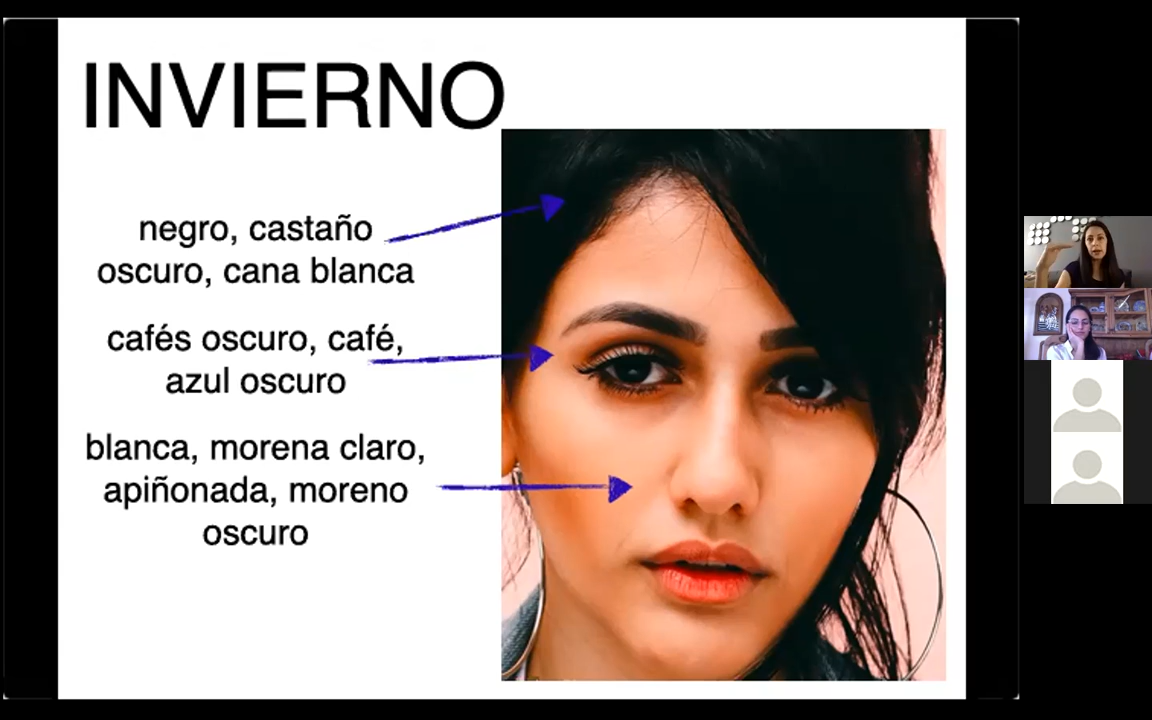 INVIERNO
negro, castaño
oscuro, cana blanca
cafés oscuro, café,
azul oscuro
blanca, morena claro,
apiñonada, moreno
oscuro